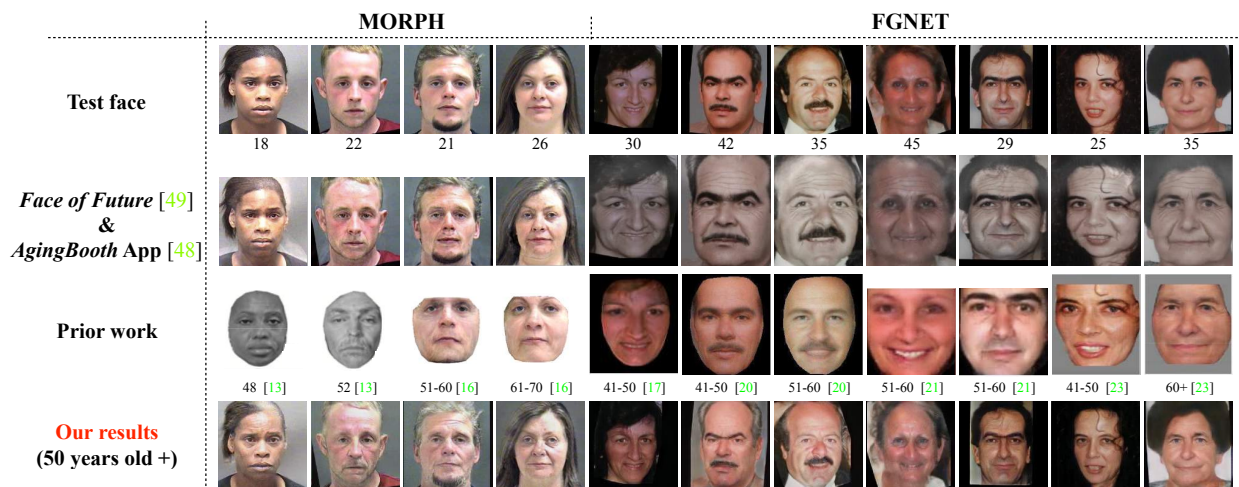 MORPH FGNET
Test face
18 22 21 26 30 42 35 45 29 25 35
Face of Future [49]
&
AgingBooth App [48]
Prior work
48 [13] 52 [13] 51-60 [16] 61-70 [16] 41-50 [17] 41-50 [20] 51-60 [20] 51-60 [21] 51-60 [21] 41-50 [23] 60+ [23]
Our results
(50 years old +)